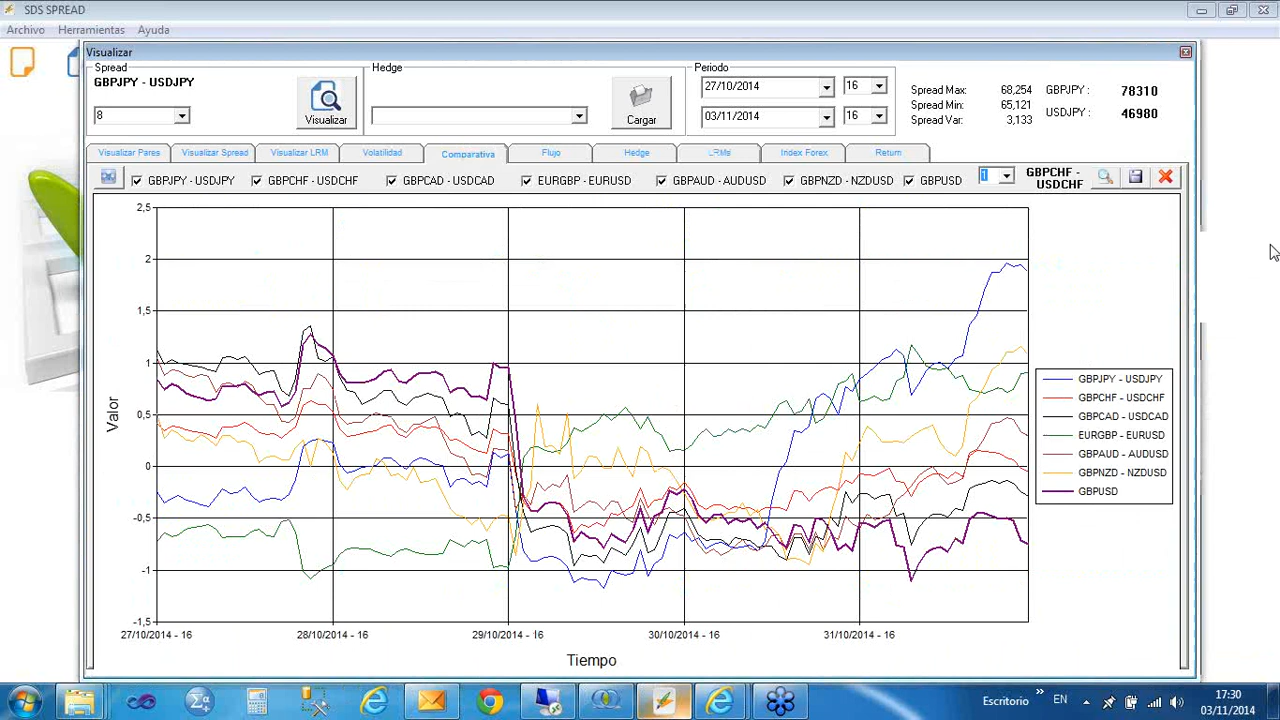 SDS SPREAD
Archivo Herramientas Ayuda
Visualizar
Spread
GBPJPY - USDJPY
8
Visualizar
Hedge
Cargar
Periodo
27/10/2014 16
03/11/2014 16
Spread Max: 68,254
Spread Min: 65,121
Spread Var: 3,133
GBPJPY : 78310
USDJPY : 46980
Visualizar Pares Visualizar Spread Visualizar LRM Volatilidad Comparativa Flujo Hedge LRMs Index Forex Return
GBPJPY - USDJPY GBPCHF - USDCHF GBPCAD - USDCAD EURGBP - EURUSD GBPAUD - AUDUSD GBPNZD - NZDUSD GBPUSD 1
GBPCHF -
USDCHF
2,5
2
1,5
1
0,5
0
-0,5
-1
-1,5
Valor
27/10/2014 - 16 28/10/2014 - 16 29/10/2014 - 16 30/10/2014 - 16 31/10/2014 - 16
Tiempo
GBPJPY - USDJPY
GBPCHF - USDCHF
GBPCAD - USDCAD
EURGBP - EURUSD
GBPAUD - AUDUSD
GBPNZD - NZDUSD
GBPUSD
Escritorio » EN 17:30
03/11/2014